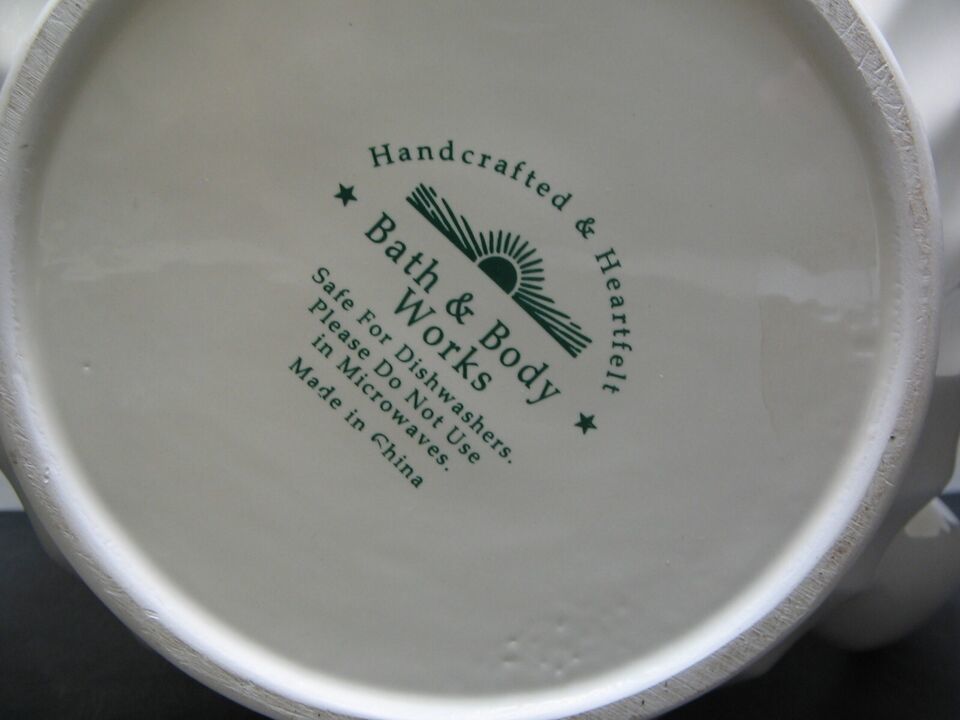 Handcrafted & Heartfelt
Bath & Body
Works
Safe For Dishwashers.
Please Do Not Use
in Microwaves.
Made in China